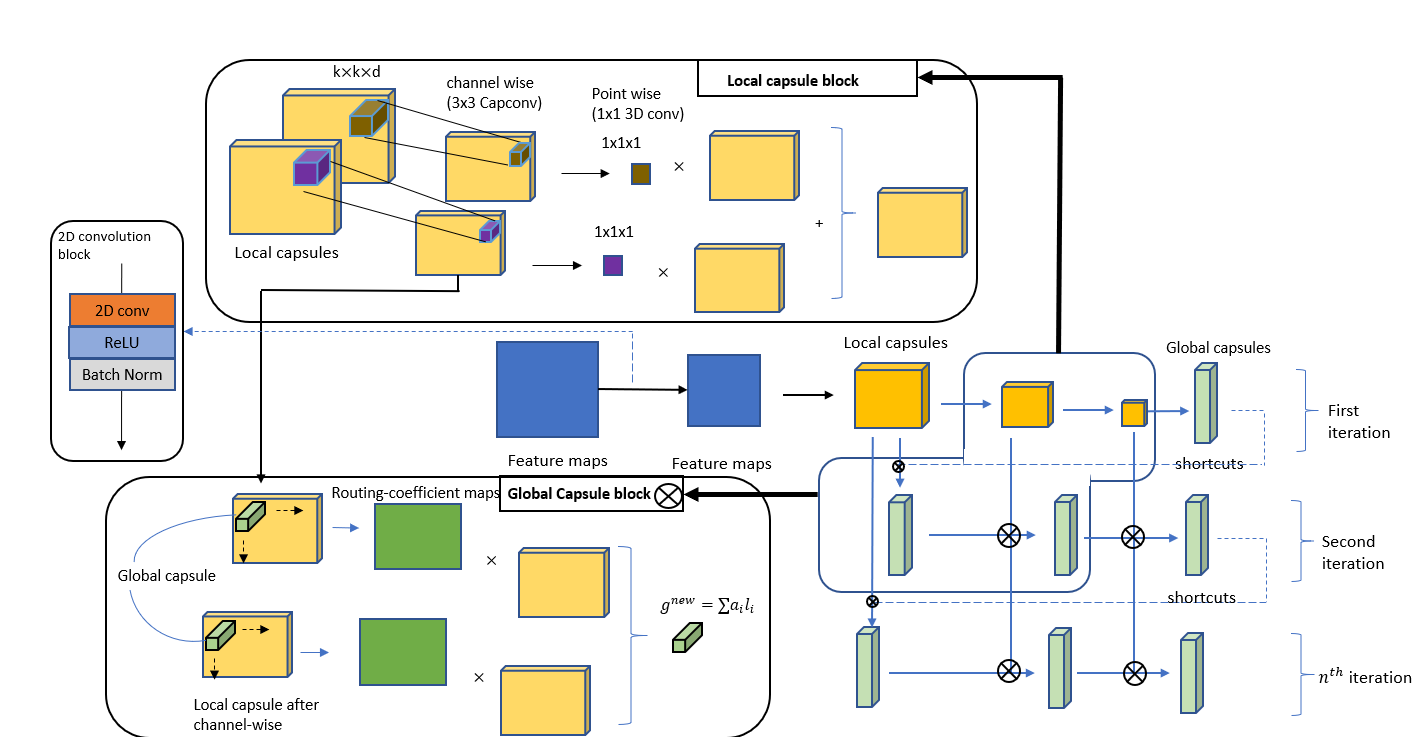 k×k×d
channel wise
(3x3 Capconv)
Point wise
(1x1 3D conv)
Local capsule block
1x1x1
×
Local capsules
1x1x1
×
+
2D convolution
block
2D conv
ReLU
Batch Norm
Feature maps
Feature maps
Local capsules
Global capsules
First
iteration
shortcuts
Second
iteration
shortcuts
n^th iteration
Routing-coefficient maps
Global Capsule block
×
Global capsule
g^new = ∑a_i l_i
×
Local capsule after
channel-wise